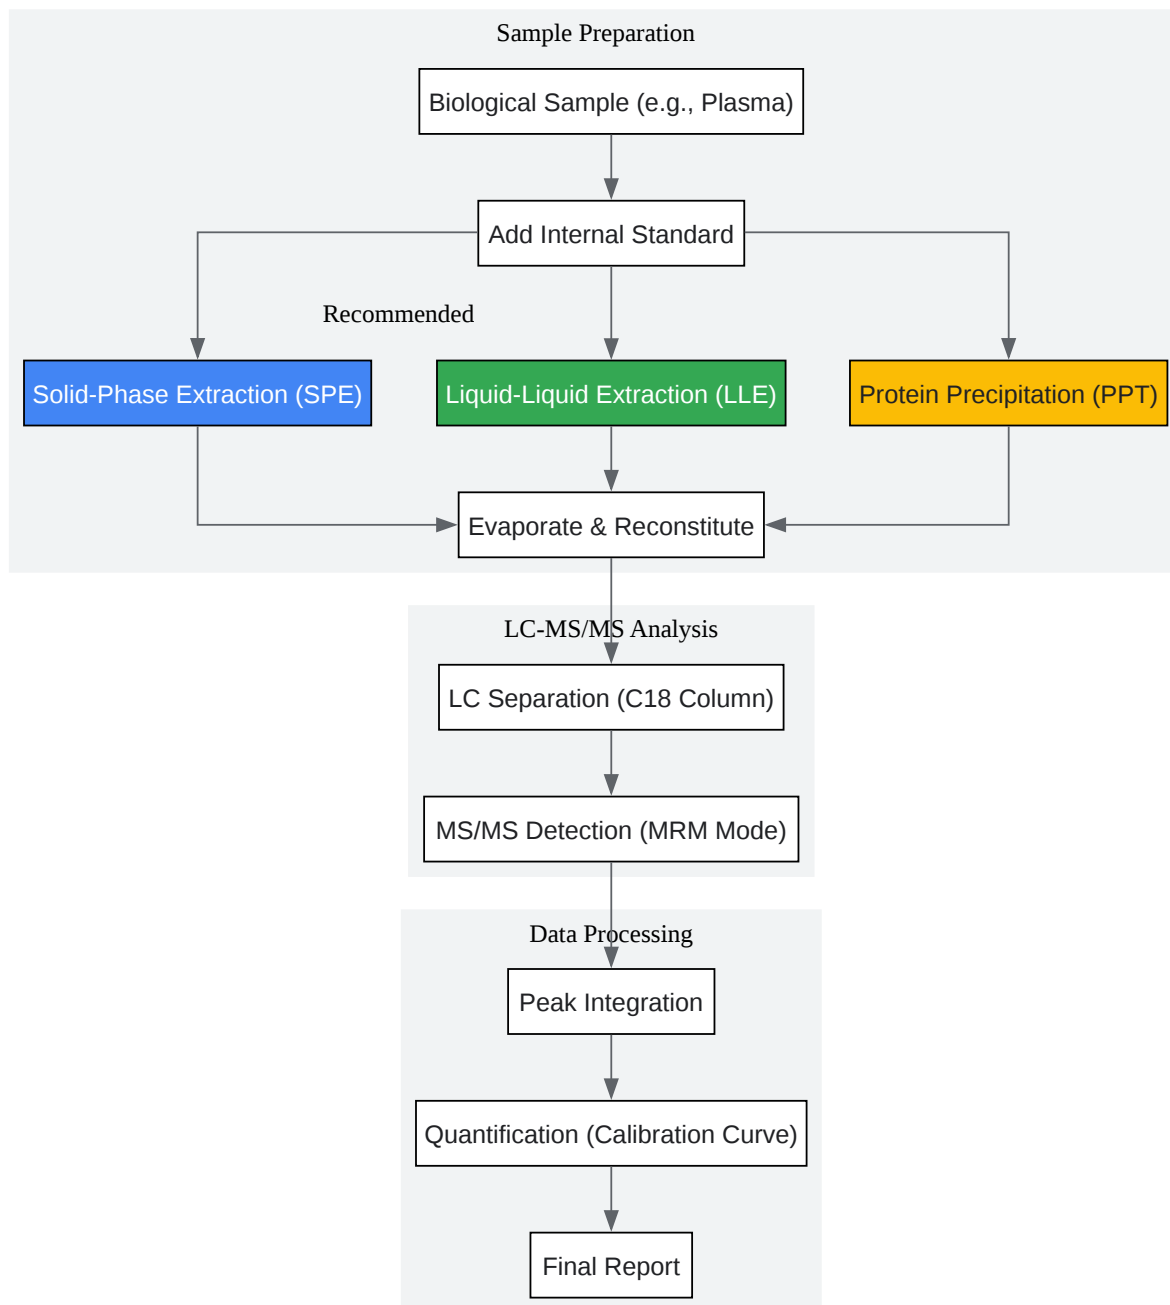 Sample Preparation
Biological Sample (e.g., Plasma)
Add Internal Standard
Recommended
Solid-Phase Extraction (SPE)
Liquid-Liquid Extraction (LLE)
Protein Precipitation (PPT)
Evaporate & Reconstitute
LC-MS/MS Analysis
LC Separation (C18 Column)
MS/MS Detection (MRM Mode)
Data Processing
Peak Integration
Quantification (Calibration Curve)
Final Report